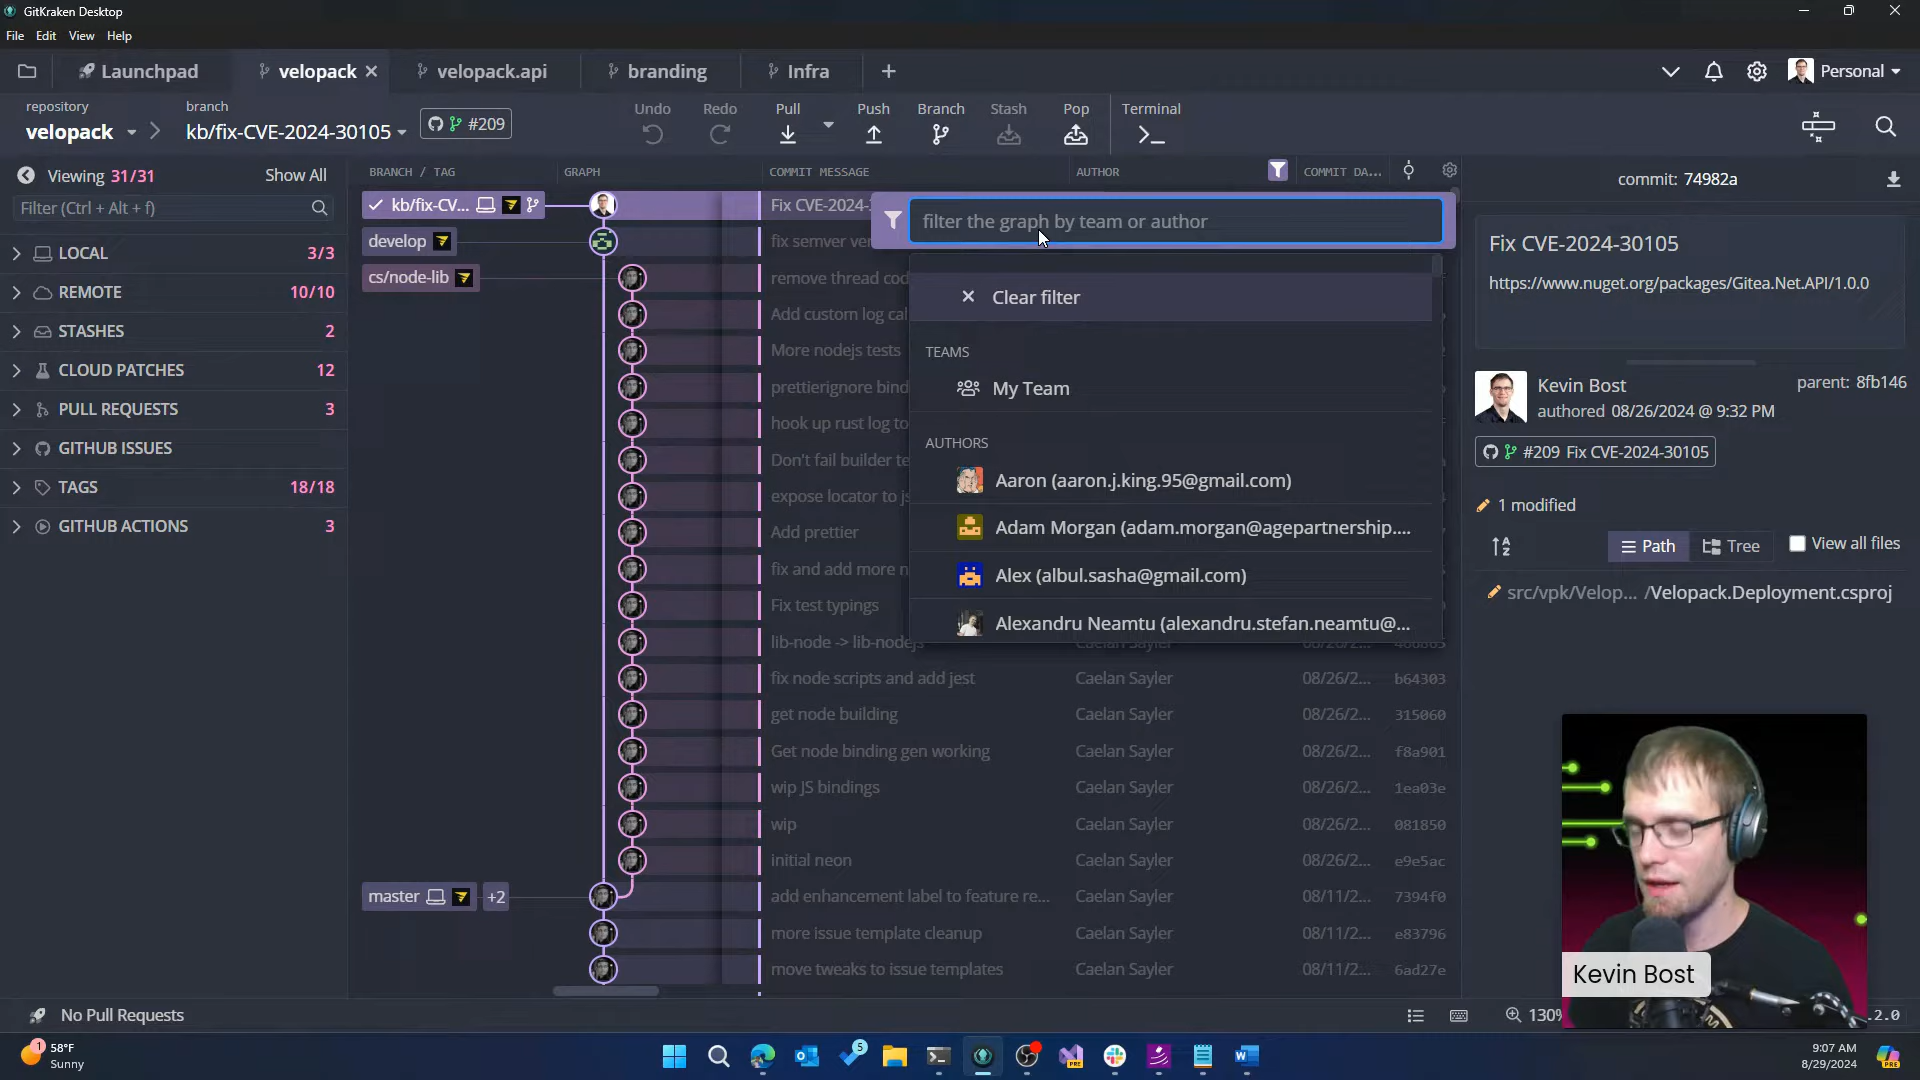 GitKraken Desktop
File Edit View Help
Launchpad
velopack
velopack.api
branding
Infra
Personal
repository
velopack
branch
kb/fix-CVE-2024-30105
#209
Undo
Redo
Pull
Push
Branch
Stash
Pop
Terminal
Viewing 31/31
Show All
Filter (Ctrl + Alt + f)
LOCAL 3/3
REMOTE 10/10
STASHES 2
CLOUD PATCHES 12
PULL REQUESTS 3
GITHUB ISSUES
TAGS 18/18
GITHUB ACTIONS 3
BRANCH / TAG
GRAPH
COMMIT MESSAGE
AUTHOR
COMMIT DA...
kb/fix-CV...
Fix CVE-2024-
develop
fix semver ver
cs/node-lib
remove thread cod
Add custom log cal
More nodejs tests
prettierignore bind
hook up rust log to
Don't fail builder te
expose locator to js
Add prettier
fix and add more n
Fix test typings
lib-node -> lib-nodejs
fix node scripts and add jest Caelan Sayler 08/26/2... b64303
get node building Caelan Sayler 08/26/2... 315060
Get node binding gen working Caelan Sayler 08/26/2... f8a901
wip JS bindings Caelan Sayler 08/26/2... 1ea03e
wip Caelan Sayler 08/26/2... 081850
initial neon Caelan Sayler 08/26/2... e9e5ac
master +2 add enhancement label to feature re... Caelan Sayler 08/11/2... 7394f0
more issue template cleanup Caelan Sayler 08/11/2... e83796
move tweaks to issue templates Caelan Sayler 08/11/2... 6ad27e
filter the graph by team or author
Clear filter
TEAMS
My Team
AUTHORS
Aaron (aaron.j.king.95@gmail.com)
Adam Morgan (adam.morgan@agepartnership....
Alex (albul.sasha@gmail.com)
Alexandru Neamtu (alexandru.stefan.neamtu@...
commit: 74982a
Fix CVE-2024-30105
https://www.nuget.org/packages/Gitea.Net.API/1.0.0
Kevin Bost
authored 08/26/2024 @ 9:32 PM
parent: 8fb146
#209 Fix CVE-2024-30105
1 modified
Path
Tree
View all files
src/vpk/Velop... /Velopack.Deployment.csproj
Kevin Bost
No Pull Requests
130%
.2.0
1
58°F
Sunny
5
9:07 AM
8/29/2024